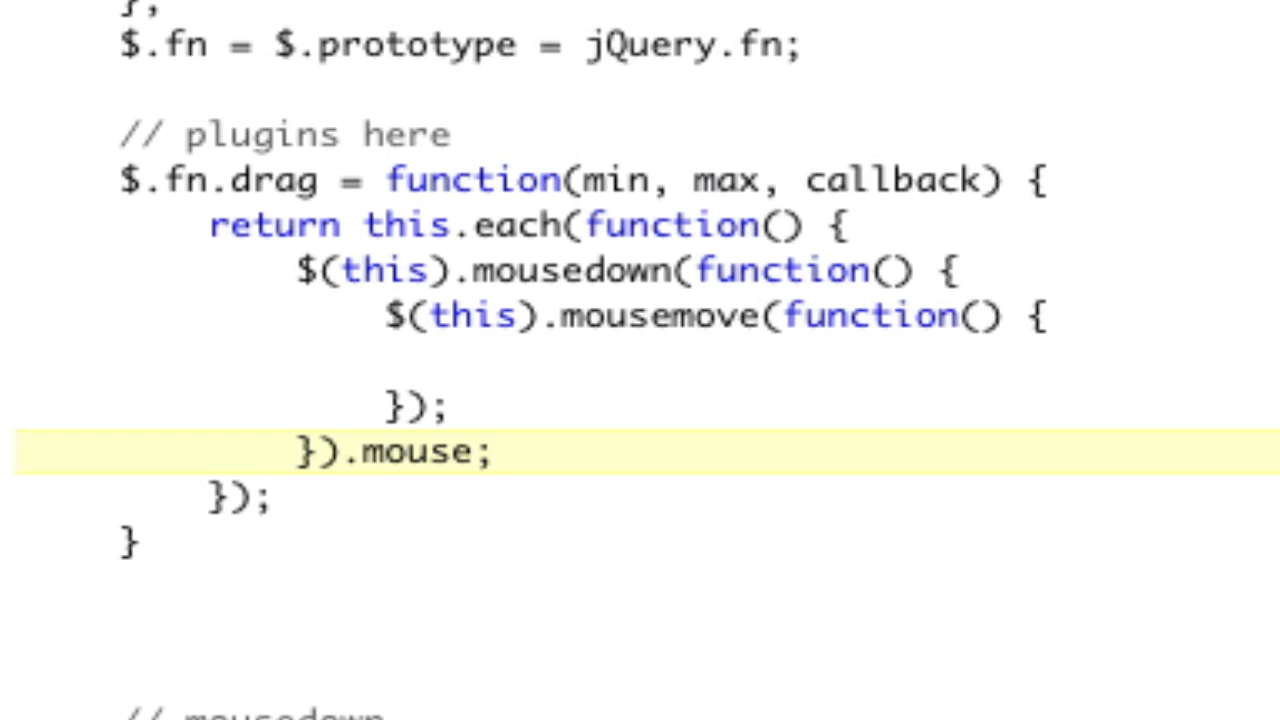 },
$.fn = $.prototype = jQuery.fn;
// plugins here
$.fn.drag = function(min, max, callback) {
return this.each(function() {
$(this).mousedown(function() {
$(this).mousemove(function() {
});
}).mouse;
});
}
// mousedown